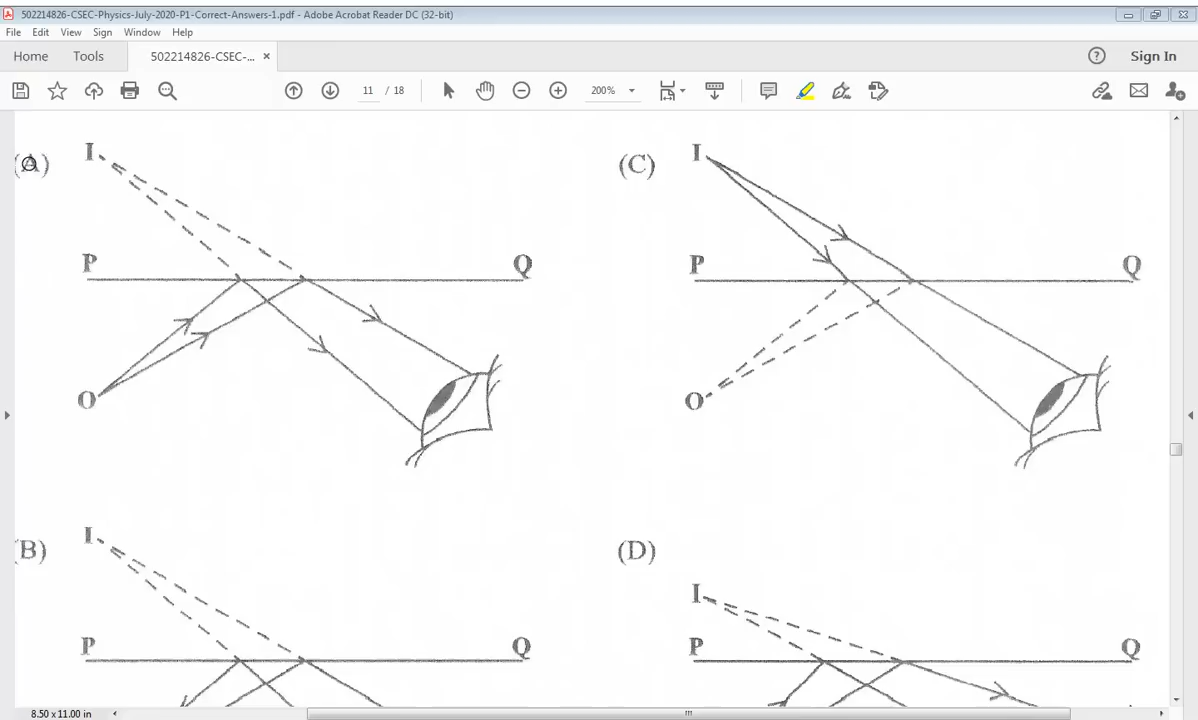 502214826-CSEC-Physics-July-2020-P1-Correct-Answers-1.pdf - Adobe Acrobat Reader DC (32-bit)
File Edit View Sign Window Help
Home Tools 502214826-CSEC-... × ? Sign In
11 / 18 200%
(A) I (C) I
P Q P Q
O O
(B) I (D)
I
P Q P Q
8.50 x 11.00 in